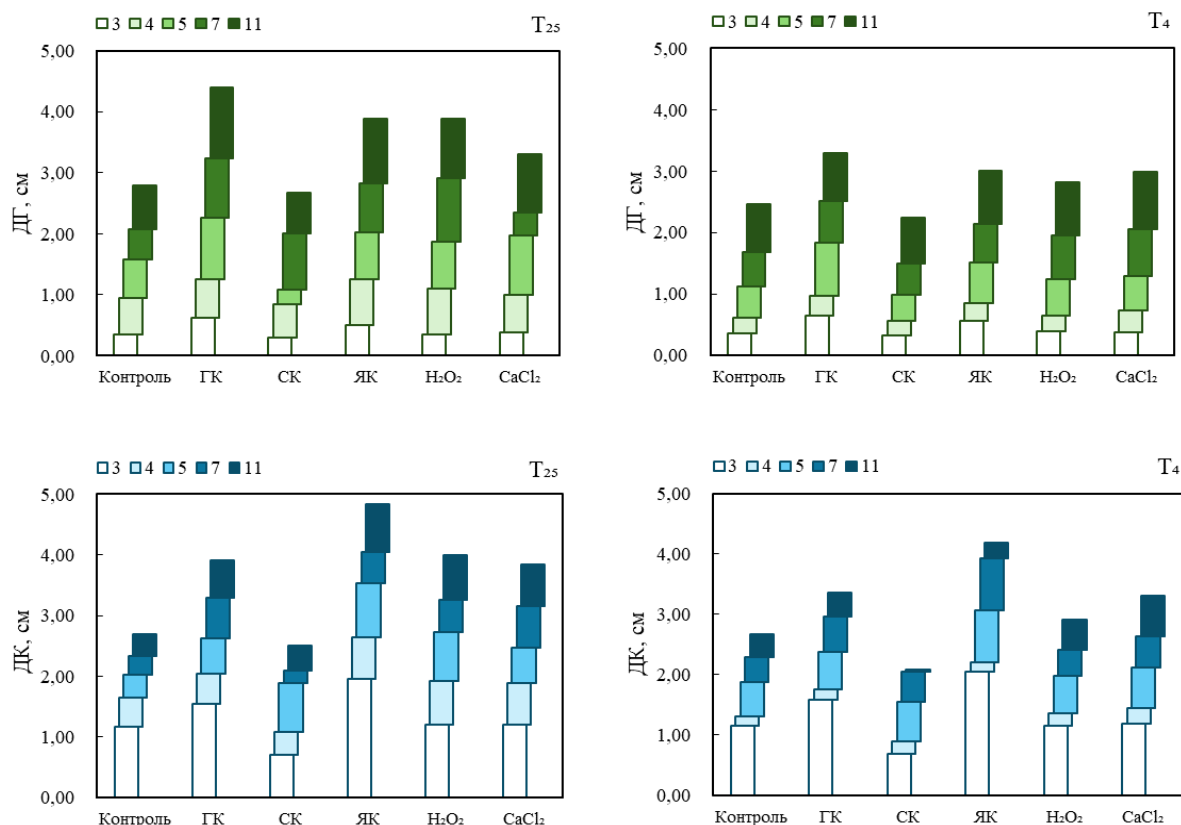 3 4 5 7 11 T₂₅
5,00
4,00
3,00
2,00
1,00
0,00
ДГ, см
Контроль ГК СК ЯК H₂O₂ CaCl₂
3 4 5 7 11 T₄
5,00
4,00
3,00
2,00
1,00
0,00
ДГ, см
Контроль ГК СК ЯК H₂O₂ CaCl₂
3 4 5 7 11 T₂₅
5,00
4,00
3,00
2,00
1,00
0,00
ДК, см
Контроль ГК СК ЯК H₂O₂ CaCl₂
3 4 5 7 11 T₄
5,00
4,00
3,00
2,00
1,00
0,00
ДК, см
Контроль ГК СК ЯК H₂O₂ CaCl₂